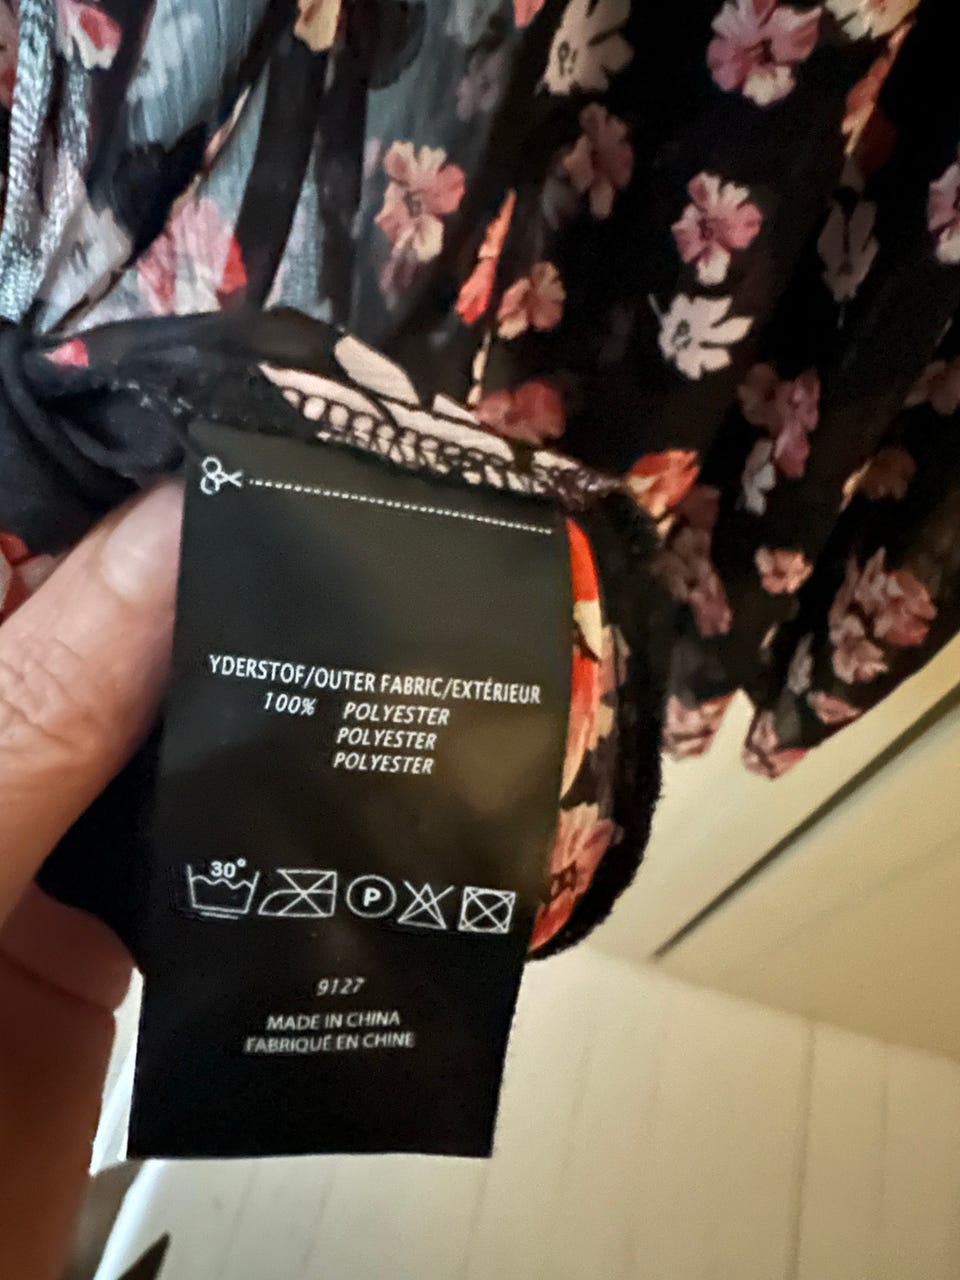 YDERSTOF/OUTER FABRIC/EXTÉRIEUR
100% POLYESTER
POLYESTER
POLYESTER
30°
P
9127
MADE IN CHINA
FABRIQUÉ EN CHINE